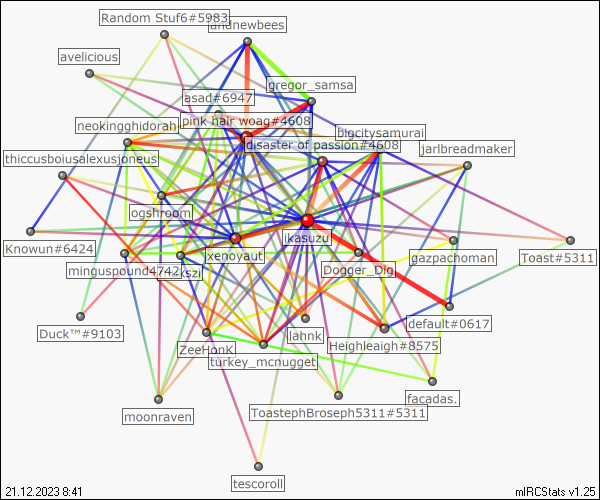 Random Stuf6#5983
andnewbees
avelicious
gregor_samsa
asad#6947
pink hair woag#4608
neokingghidorah
bigcitysamurai
disaster of passion#4608
jarlbreadmaker
thiccusboiusalexusjoneus
ogshroom
ikasuzu
Knowun#6424
xenoyaut
gazpachoman
Toast#5311
minguspound4742
Dogger_Dig
default#0617
Duck™#9103
lahnk
ZeeHonk
Heighleaigh#8575
turkey_mcnugget
facadas.
moonraven
ToastephBroseph5311#5311
tescoroll
21.12.2023 8:41
mIRCStats v1.25